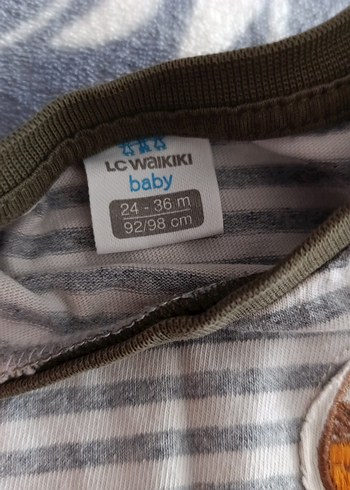 LC WAIKIKI
baby
24 - 36 m
92/98 cm